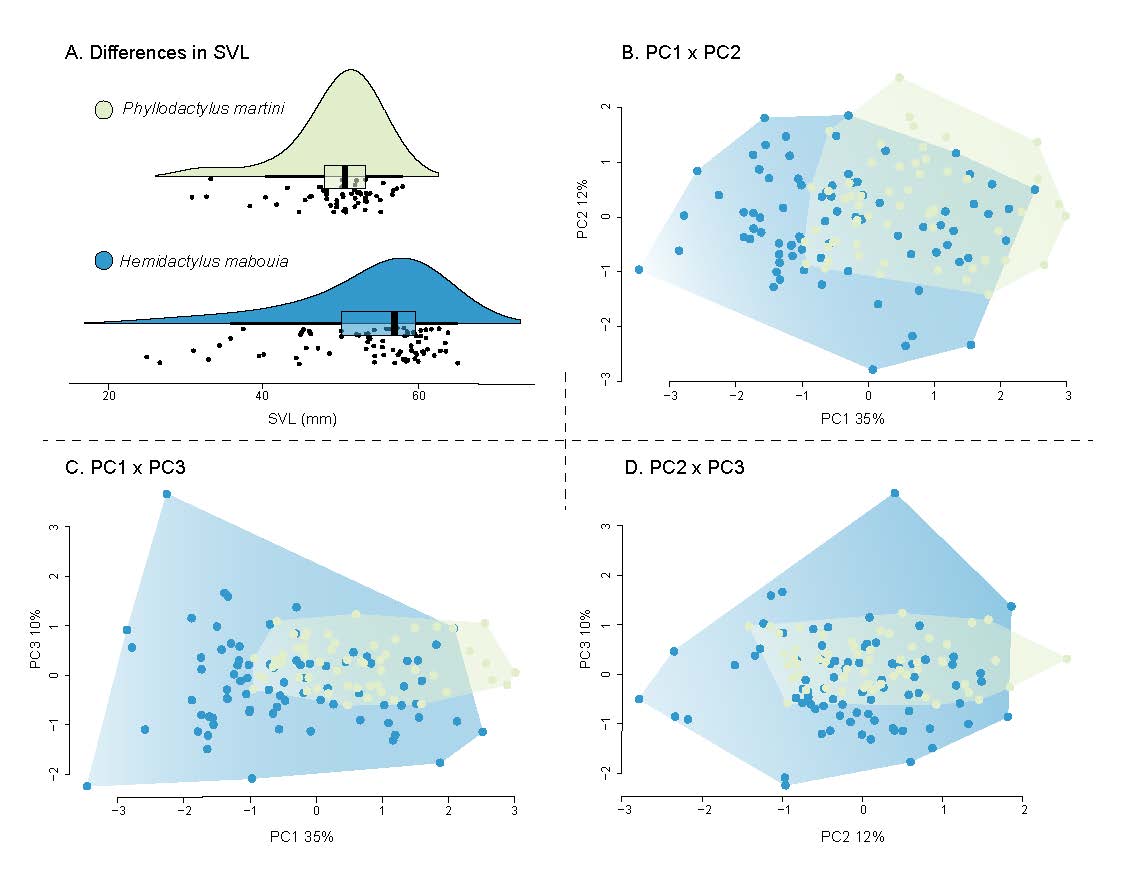 A. Differences in SVL
Phyllodactylus martini
Hemidactylus mabouia
20 40 60
SVL (mm)
B. PC1 x PC2
2
1
0
−1
−2
−3
PC2 12%
−3 −2 −1 0 1 2 3
PC1 35%
C. PC1 x PC3
3
2
1
0
−1
−2
PC3 10%
−3 −2 −1 0 1 2 3
PC1 35%
D. PC2 x PC3
3
2
1
0
−1
−2
PC3 10%
−3 −2 −1 0 1 2
PC2 12%